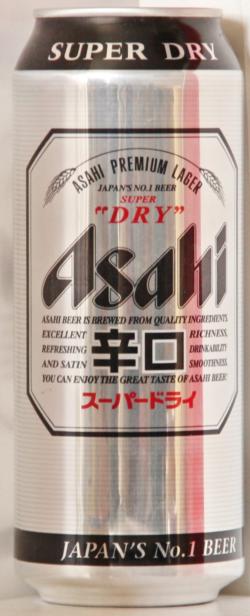 SUPER DRY
ASAHI PREMIUM LAGER
JAPAN'S NO.1 BEER
SUPER
"DRY"
Asahi
ASAHI BEER IS BREWED FROM QUALITY INGREDIENTS.
EXCELLENT RICHNESS,
REFRESHING DRINKABILITY
辛口
AND SATIN SMOOTHNESS.
YOU CAN ENJOY THE GREAT TASTE OF ASAHI BEER!
スーパードライ
JAPAN'S No.1 BEER